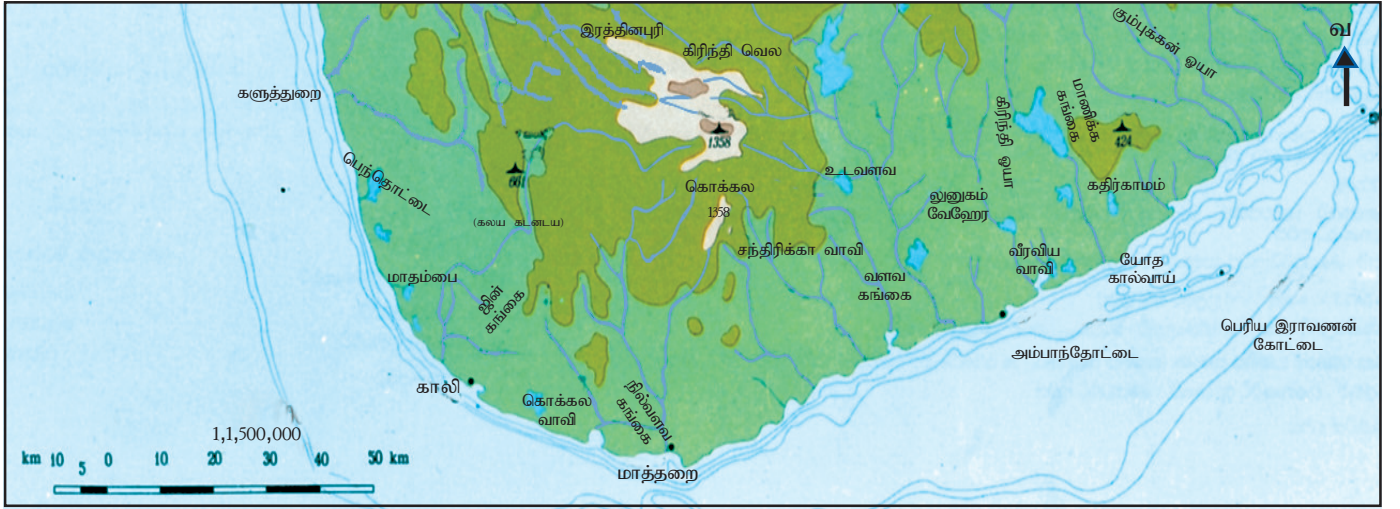 இரத்தினபுரி
கிரிந்தி வெல
கும்புக்கன் ஓயா
வ
களுத்துறை
கிரிந்தி ஓயா
மாணிக்க
கங்கை
1358
424
661
பெந்தொட்டை
கொக்கல
1358
உடவளவ
லுனுகம்
வேஹேர
கதிர்காமம்
(கலய கடனடய)
சந்திரிக்கா வாவி
வீரவிய
வாவி
யோத
கால்வாய்
மாதம்பை
ஜின்
கங்கை
வளவ
கங்கை
பெரிய இராவணன்
கோட்டை
அம்பாந்தோட்டை
காலி
கொக்கல
வாவி
நில்வளவ
கங்கை
மாத்தறை
1,1,500,000
km 10 5 0 10 20 30 40 50 km